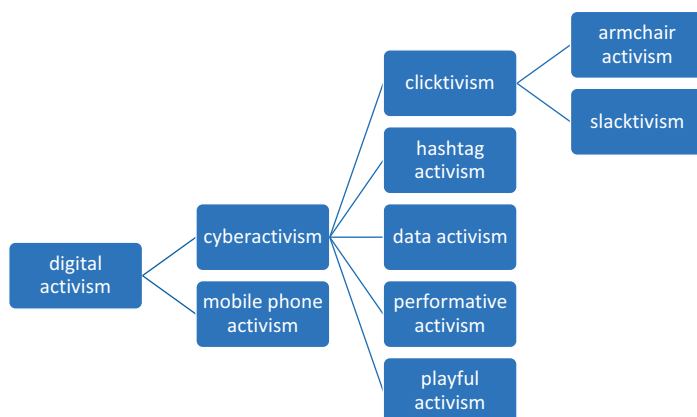 armchair
activism
clicktivism
slacktivism
hashtag
activism
cyberactivism
data activism
digital
activism
mobile phone
activism
performative
activism
playful
activism